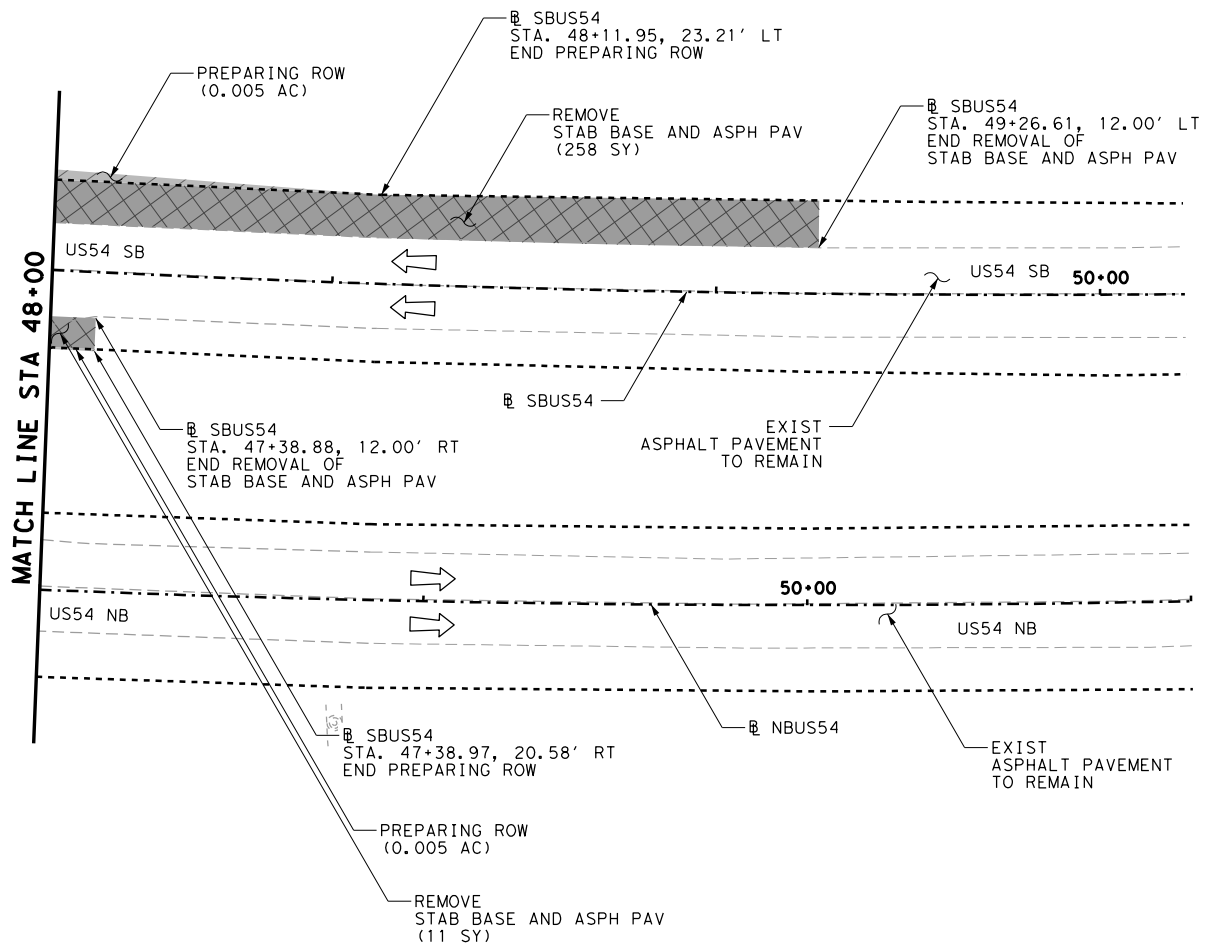 ℄ SBUS54
STA. 48+11.95, 23.21' LT
END PREPARING ROW
PREPARING ROW
(0.005 AC)
REMOVE
STAB BASE AND ASPH PAV
(258 SY)
℄ SBUS54
STA. 49+26.61, 12.00' LT
END REMOVAL OF
STAB BASE AND ASPH PAV
MATCH LINE STA 48+00
US54 SB
US54 SB
50+00
℄ SBUS54
EXIST
ASPHALT PAVEMENT
TO REMAIN
℄ SBUS54
STA. 47+38.88, 12.00' RT
END REMOVAL OF
STAB BASE AND ASPH PAV
50+00
US54 NB
US54 NB
℄ NBUS54
℄ SBUS54
STA. 47+38.97, 20.58' RT
END PREPARING ROW
EXIST
ASPHALT PAVEMENT
TO REMAIN
PREPARING ROW
(0.005 AC)
REMOVE
STAB BASE AND ASPH PAV
(11 SY)